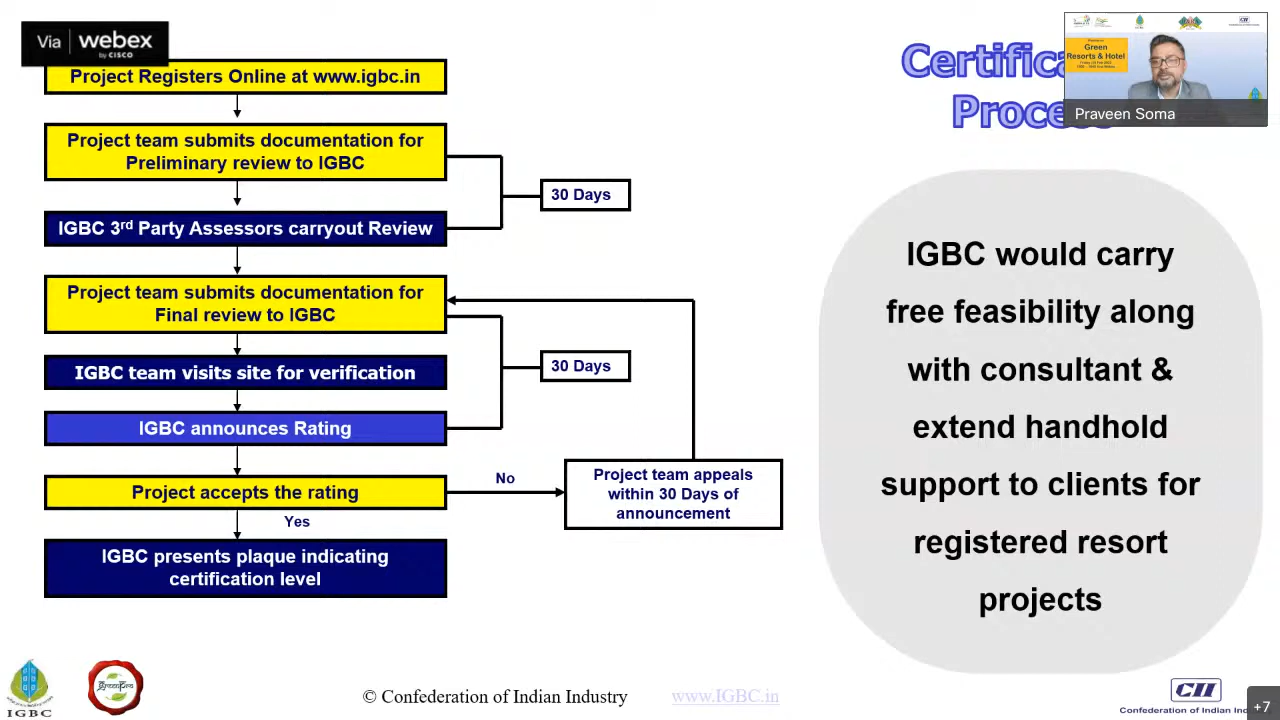 Via webex
by CISCO
Project Registers Online at www.igbc.in
Project team submits documentation for
Preliminary review to IGBC
30 Days
IGBC 3rd Party Assessors carryout Review
Project team submits documentation for
Final review to IGBC
30 Days
IGBC team visits site for verification
IGBC announces Rating
Project accepts the rating
No
Project team appeals
within 30 Days of
announcement
Yes
IGBC presents plaque indicating
certification level
Certifica
Process
Green
Resorts & Hotel
Praveen Soma
IGBC would carry
free feasibility along
with consultant &
extend handhold
support to clients for
registered resort
projects
IGBC
GreenPro
© Confederation of Indian Industry
www.IGBC.in
CII
Confederation of Indian Ind
+7